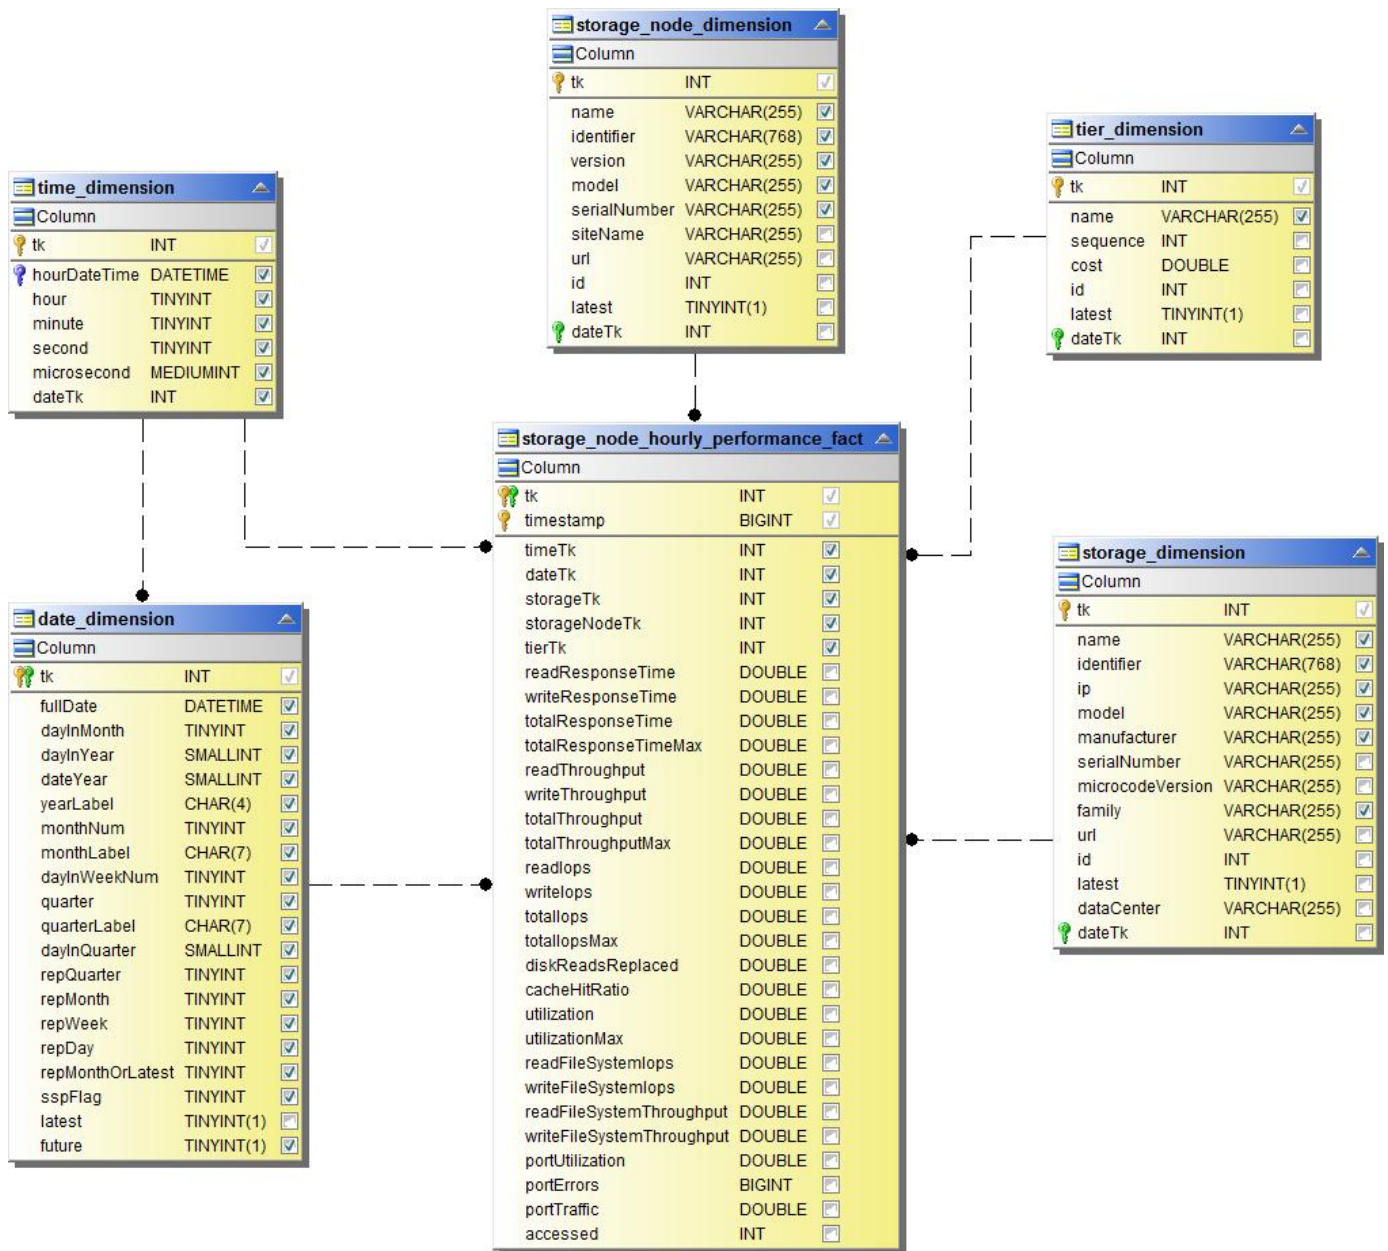 storage_node_dimension
Column
tk INT
name VARCHAR(255)
identifier VARCHAR(768)
version VARCHAR(255)
model VARCHAR(255)
serialNumber VARCHAR(255)
siteName VARCHAR(255)
url VARCHAR(255)
id INT
latest TINYINT(1)
dateTk INT
tier_dimension
Column
tk INT
name VARCHAR(255)
sequence INT
cost DOUBLE
id INT
latest TINYINT(1)
dateTk INT
time_dimension
Column
tk INT
hourDateTime DATETIME
hour TINYINT
minute TINYINT
second TINYINT
microsecond MEDIUMINT
dateTk INT
storage_node_hourly_performance_fact
Column
tk INT
timestamp BIGINT
timeTk INT
dateTk INT
storageTk INT
storageNodeTk INT
tierTk INT
readResponseTime DOUBLE
writeResponseTime DOUBLE
totalResponseTime DOUBLE
totalResponseTimeMax DOUBLE
readThroughput DOUBLE
writeThroughput DOUBLE
totalThroughput DOUBLE
totalThroughputMax DOUBLE
readIops DOUBLE
writeIops DOUBLE
totalIops DOUBLE
totalIopsMax DOUBLE
diskReadsReplaced DOUBLE
cacheHitRatio DOUBLE
utilization DOUBLE
utilizationMax DOUBLE
readFileSystemIops DOUBLE
writeFileSystemIops DOUBLE
readFileSystemThroughput DOUBLE
writeFileSystemThroughput DOUBLE
portUtilization DOUBLE
portErrors BIGINT
portTraffic DOUBLE
accessed INT
storage_dimension
Column
tk INT
name VARCHAR(255)
identifier VARCHAR(768)
ip VARCHAR(255)
model VARCHAR(255)
manufacturer VARCHAR(255)
serialNumber VARCHAR(255)
microcodeVersion VARCHAR(255)
family VARCHAR(255)
url VARCHAR(255)
id INT
latest TINYINT(1)
dataCenter VARCHAR(255)
dateTk INT
date_dimension
Column
tk INT
fullDate DATETIME
dayInMonth TINYINT
dayInYear SMALLINT
dateYear SMALLINT
yearLabel CHAR(4)
monthNum TINYINT
monthLabel CHAR(7)
dayInWeekNum TINYINT
quarter TINYINT
quarterLabel CHAR(7)
dayInQuarter SMALLINT
repQuarter TINYINT
repMonth TINYINT
repWeek TINYINT
repDay TINYINT
repMonthOrLatest TINYINT
sspFlag TINYINT
latest TINYINT(1)
future TINYINT(1)